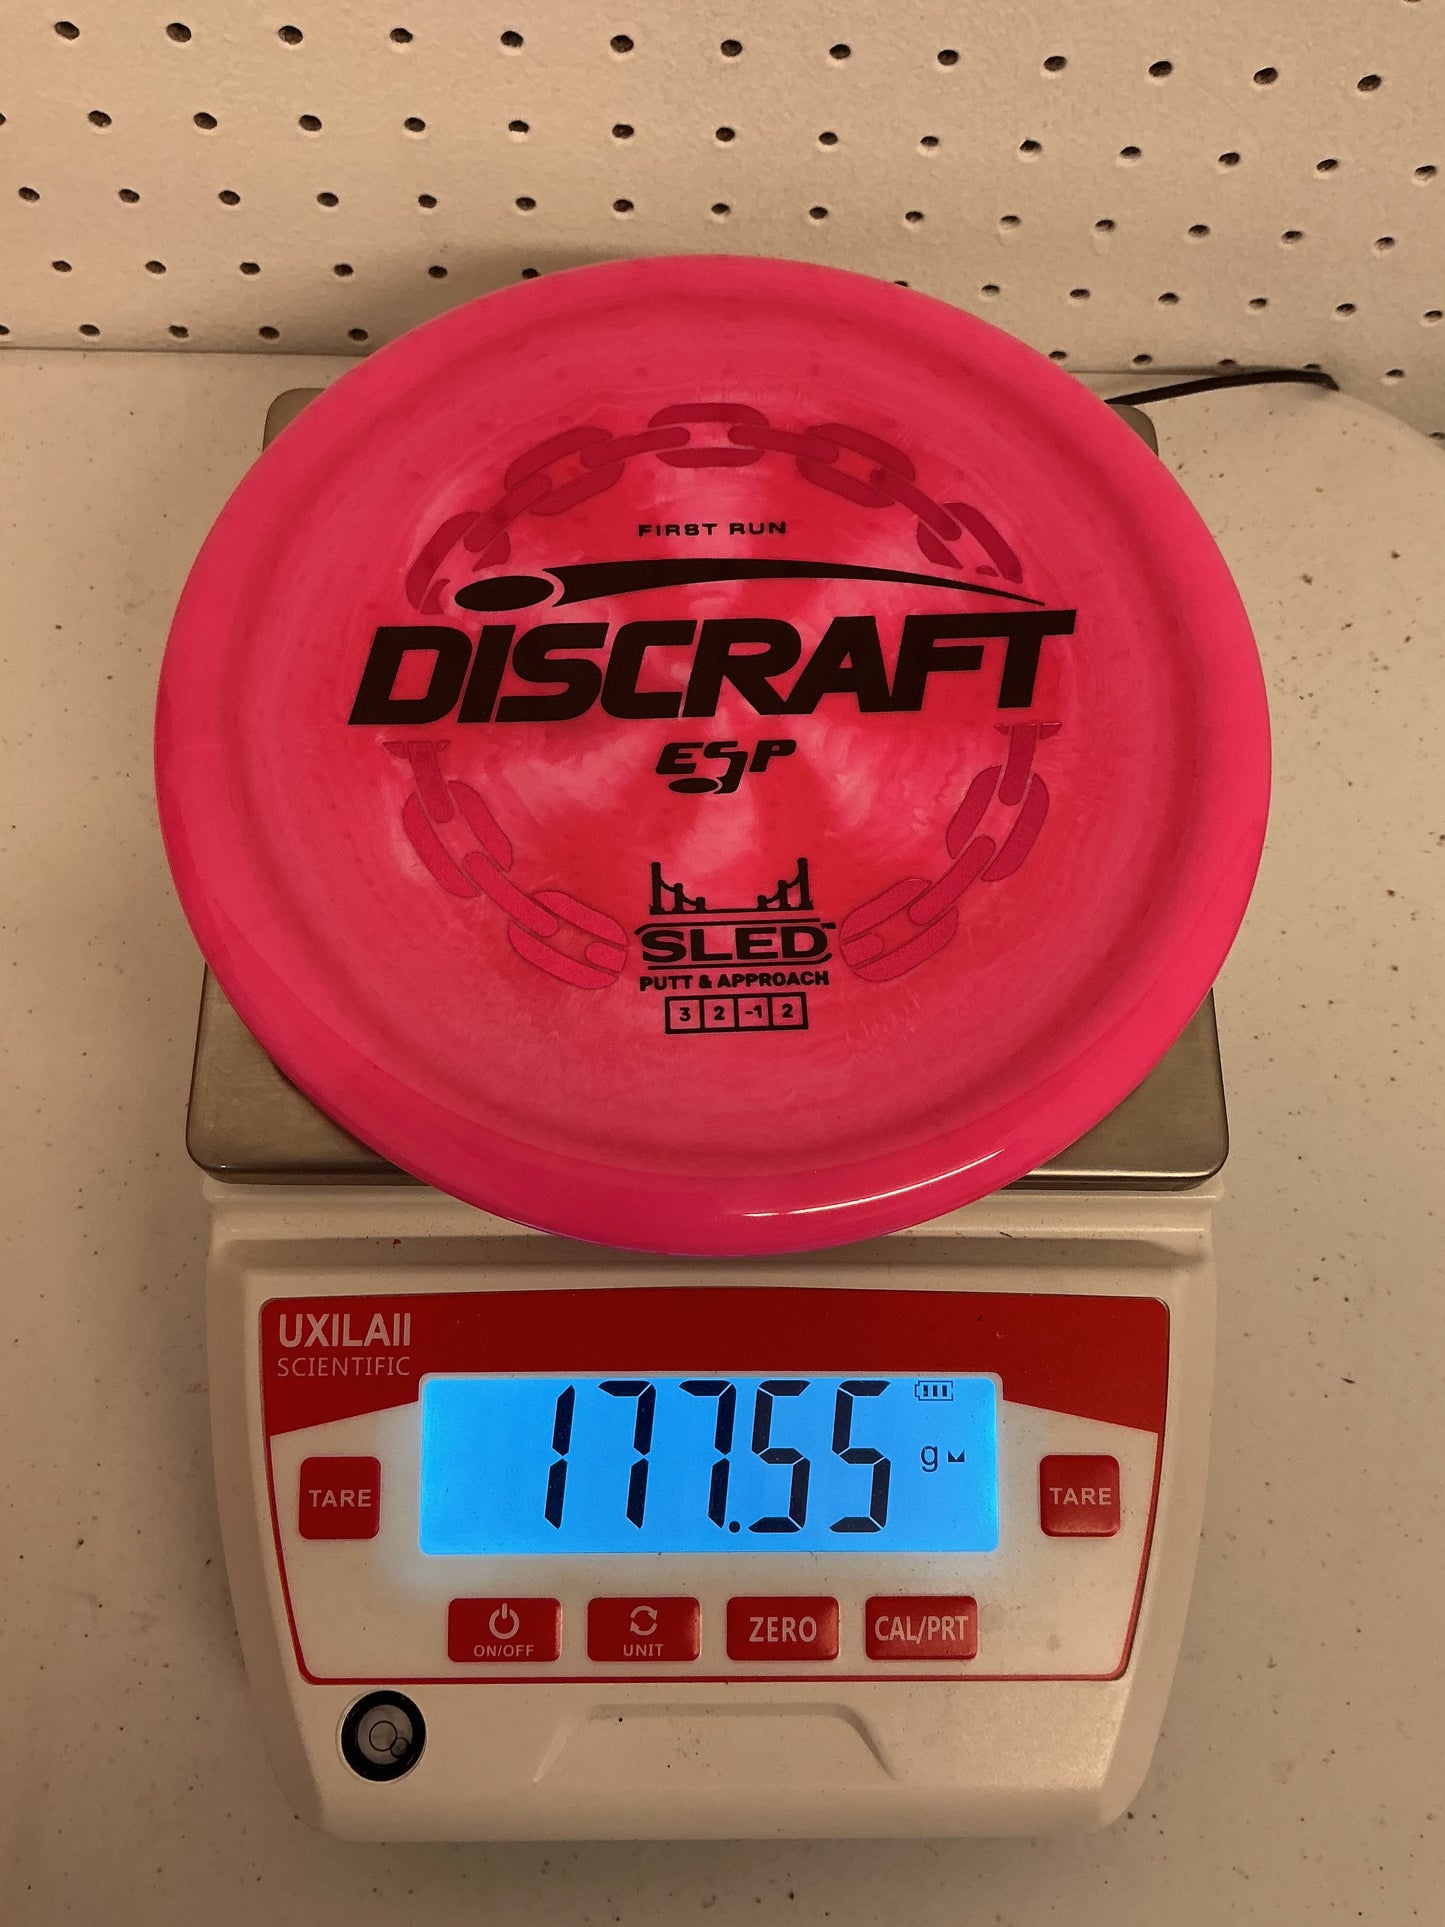 FIRST RUN
DISCRAFT
ESP
SLED
PUTT & APPROACH
3 2 -1 2
UXILAII
SCIENTIFIC
177.55 g
TARE
TARE
ON/OFF
UNIT
ZERO
CAL/PRT